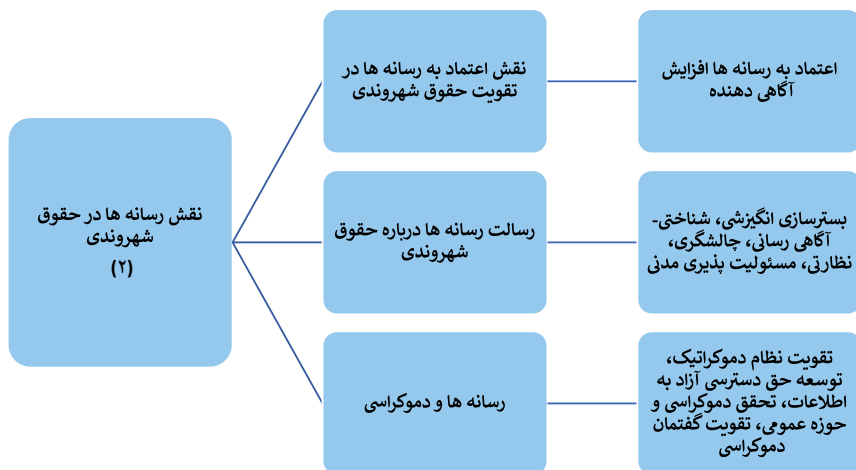 نقش رسانه ها در حقوق
شهروندی
(۲)
نقش اعتماد به رسانه ها در
تقویت حقوق شهروندی
اعتماد به رسانه ها افزایش
آگاهی دهنده
رسالت رسانه ها درباره حقوق
شهروندی
بسترسازی انگیزشی، شناختی-
آگاهی رسانی، چالشگری،
نظارتی، مسئولیت پذیری مدنی
رسانه ها و دموکراسی
تقویت نظام دموکراتیک،
توسعه حق دسترسی آزاد به
اطلاعات، تحقق دموکراسی و
حوزه عمومی، تقویت گفتمان
دموکراسی